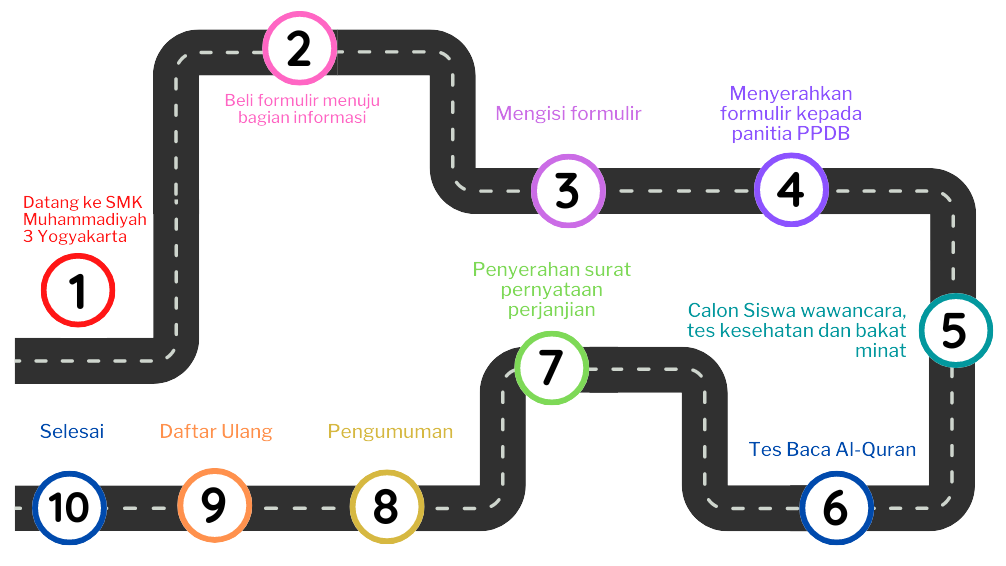 1
Datang ke SMK
Muhammadiyah
3 Yogyakarta
2
Beli formulir menuju
bagian informasi
3
Mengisi formulir
4
Menyerahkan
formulir kepada
panitia PPDB
5
Calon Siswa wawancara,
tes kesehatan dan bakat
minat
6
Tes Baca Al-Quran
7
Penyerahan surat
pernyataan
perjanjian
8
Pengumuman
9
Daftar Ulang
10
Selesai